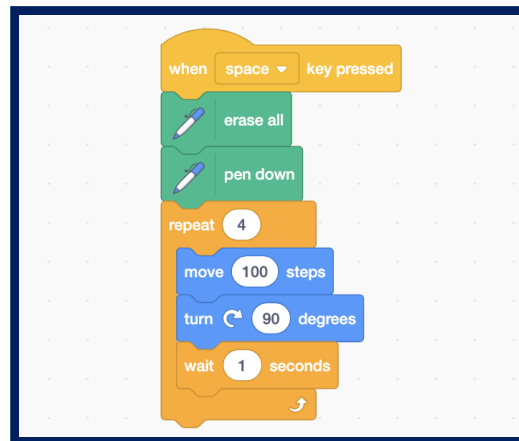 when space key pressed
erase all
pen down
repeat 4
move 100 steps
turn 90 degrees
wait 1 seconds